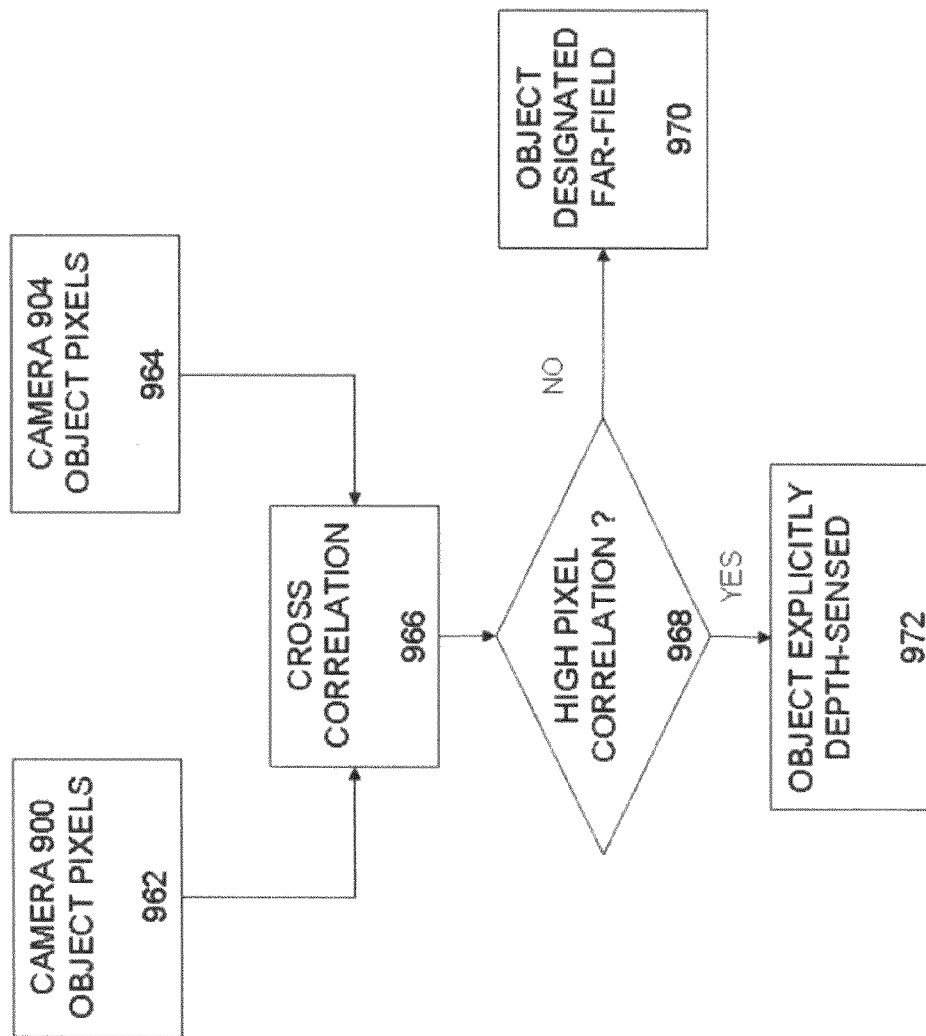 CAMERA 900
OBJECT PIXELS
962
CAMERA 904
OBJECT PIXELS
964
CROSS
CORRELATION
966
HIGH PIXEL
CORRELATION ?
968
NO
YES
OBJECT
DESIGNATED
FAR-FIELD
970
OBJECT EXPLICITLY
DEPTH-SENSED
972